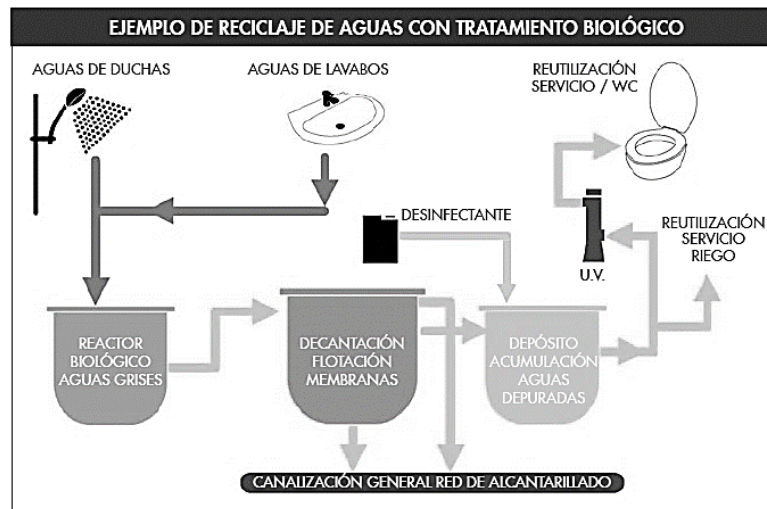 EJEMPLO DE RECICLAJE DE AGUAS CON TRATAMIENTO BIOLÓGICO
AGUAS DE DUCHAS
AGUAS DE LAVABOS
REUTILIZACIÓN
SERVICIO / WC
DESINFECTANTE
U.V.
REUTILIZACIÓN
SERVICIO
RIEGO
REACTOR
BIOLÓGICO
AGUAS GRISES
DECANTACIÓN
FLOTACIÓN
MEMBRANAS
DEPÓSITO
ACUMULACIÓN
AGUAS
DEPURADAS
CANALIZACIÓN GENERAL RED DE ALCANTARILLADO